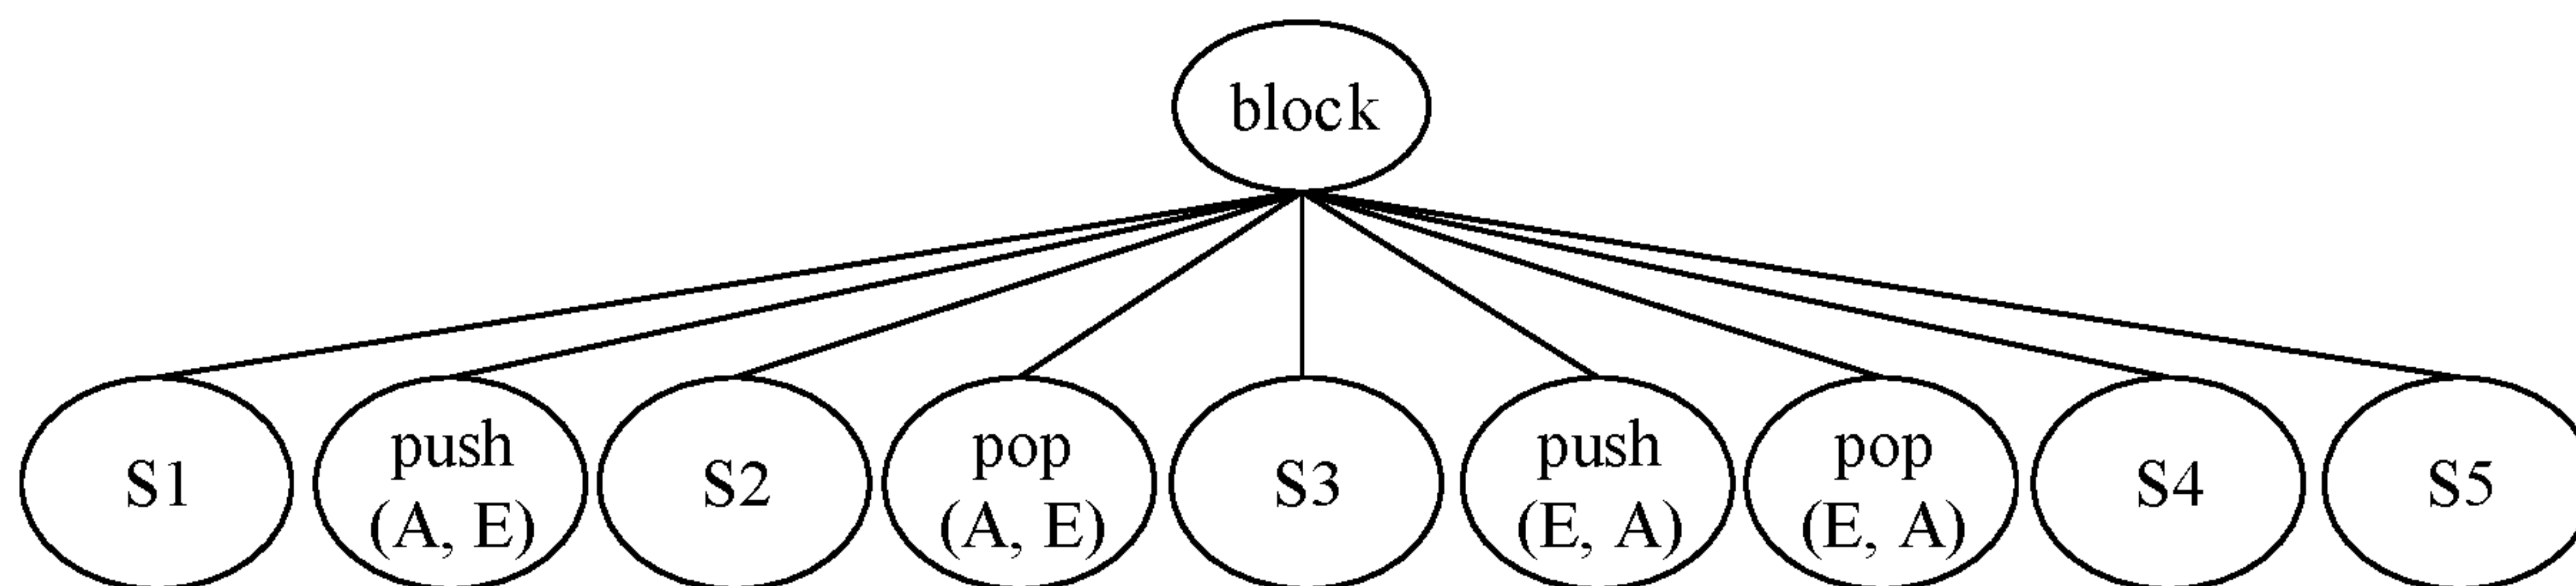 block
S1
push
(A, E)
S2
pop
(A, E)
S3
push
(E, A)
pop
(E, A)
S4
S5